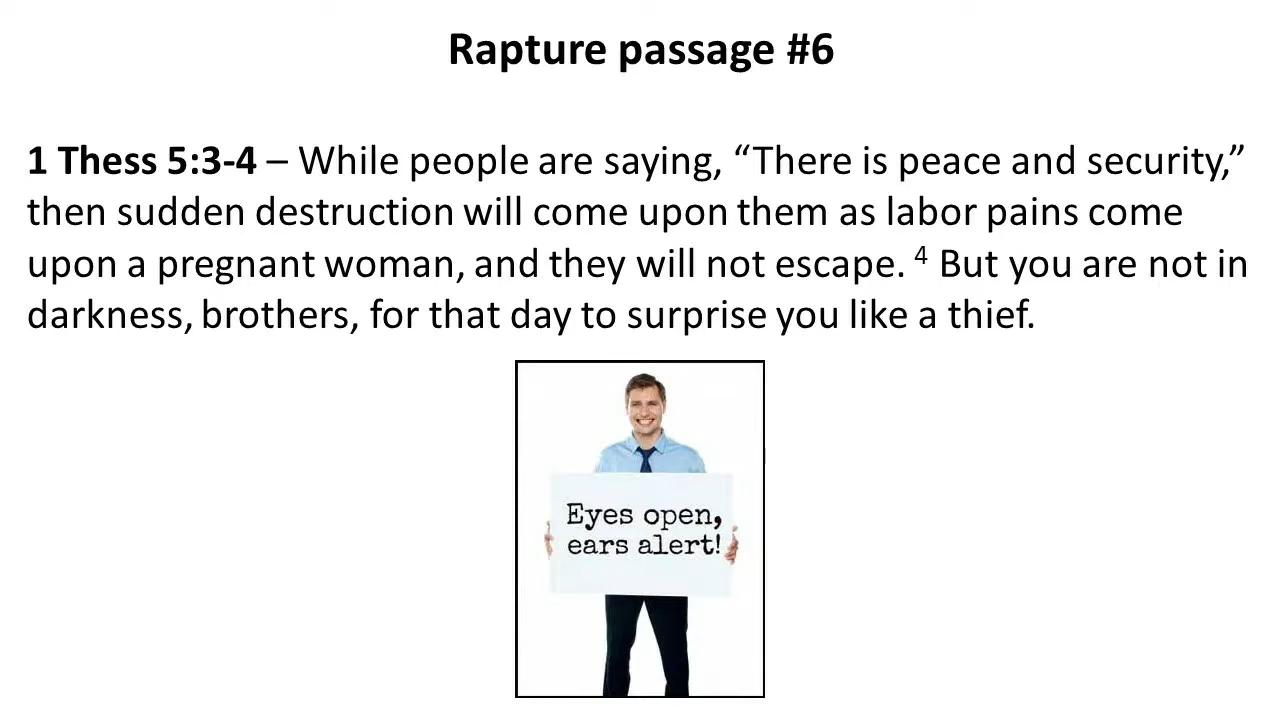 Rapture passage #6
1 Thess 5:3-4 – While people are saying, “There is peace and security,”
then sudden destruction will come upon them as labor pains come
upon a pregnant woman, and they will not escape. ⁴ But you are not in
darkness, brothers, for that day to surprise you like a thief.
Eyes open,
ears alert!